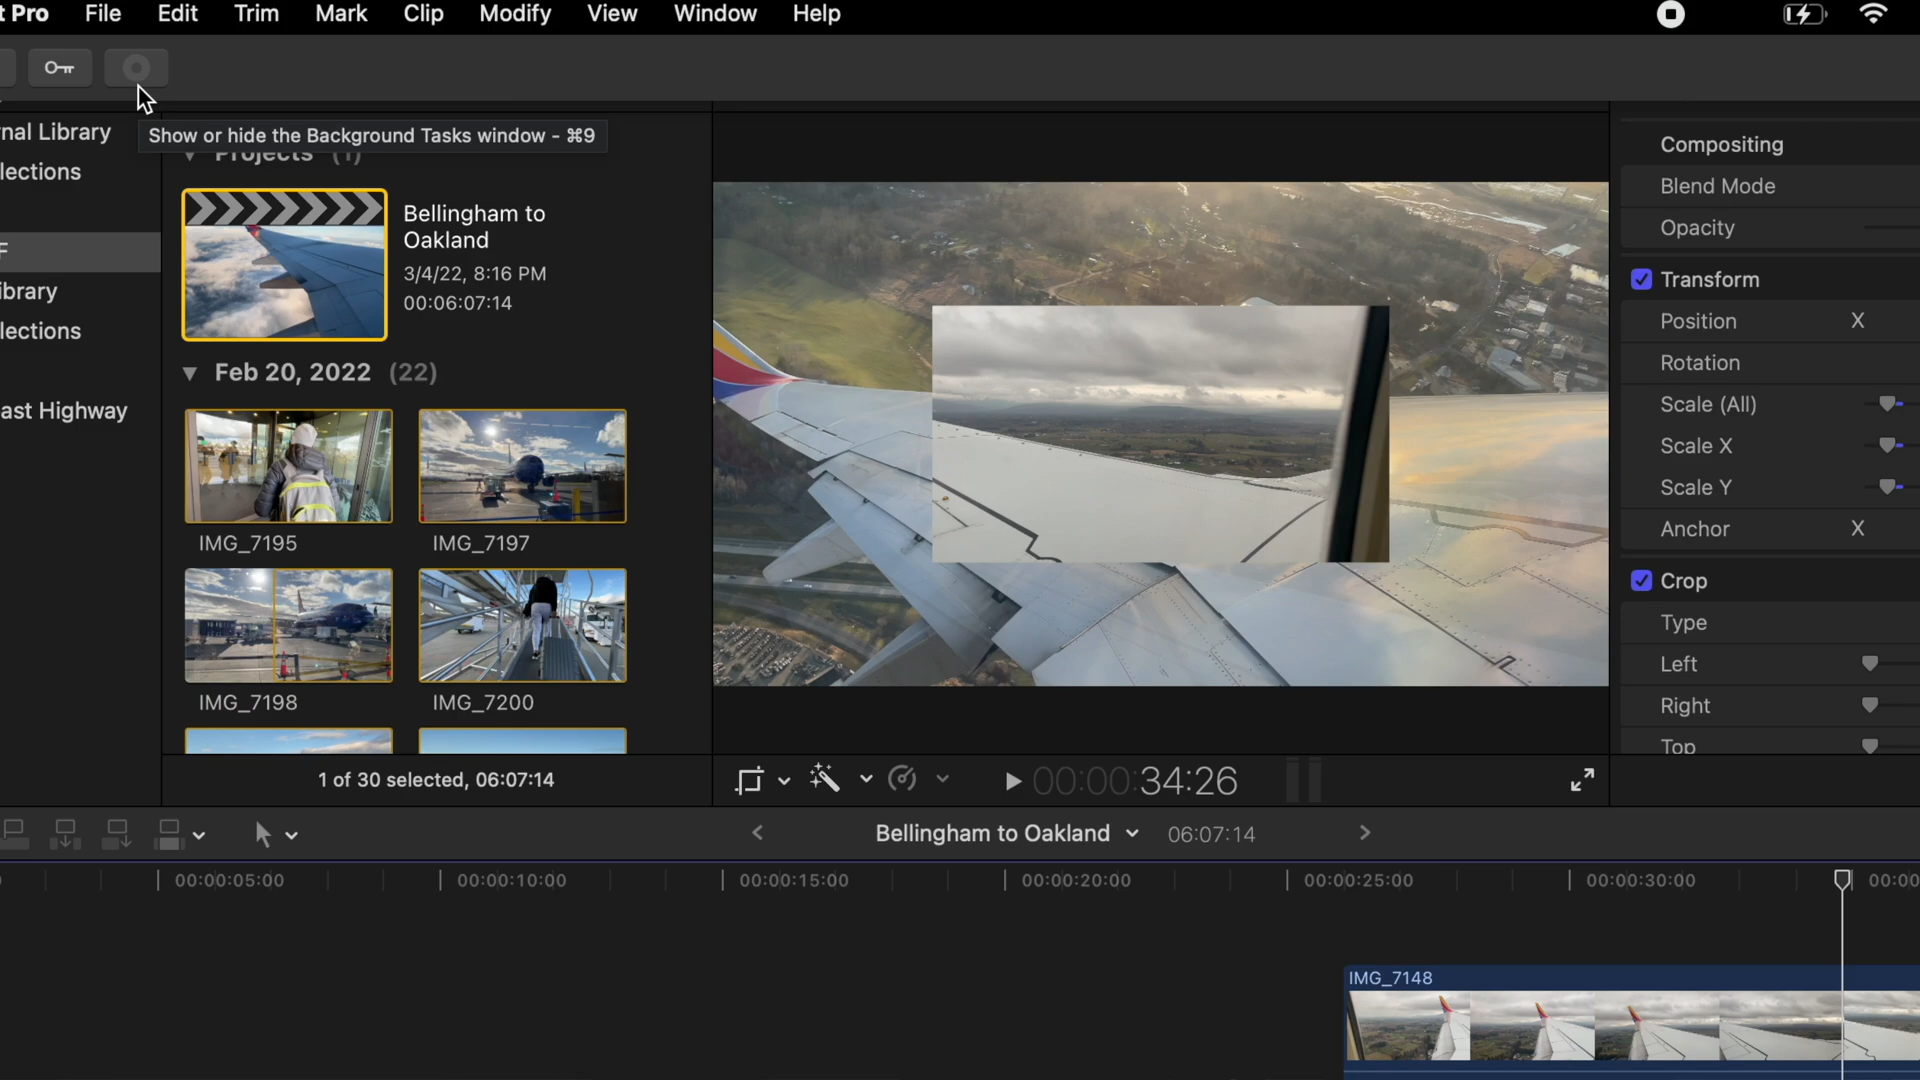 t Pro File Edit Trim Mark Clip Modify View Window Help
nal Library
lections
F
ibrary
lections
ast Highway
Show or hide the Background Tasks window - ⌘9
Projects (1)
Bellingham to
Oakland
3/4/22, 8:16 PM
00:06:07:14
Feb 20, 2022 (22)
IMG_7195 IMG_7197
IMG_7198 IMG_7200
1 of 30 selected, 06:07:14
00:00:34:26
Compositing
Blend Mode
Opacity
Transform
Position X
Rotation
Scale (All)
Scale X
Scale Y
Anchor X
Crop
Type
Left
Right
Top
Bellingham to Oakland 06:07:14
00:00:05:00 00:00:10:00 00:00:15:00 00:00:20:00 00:00:25:00 00:00:30:00 00:00
IMG_7148